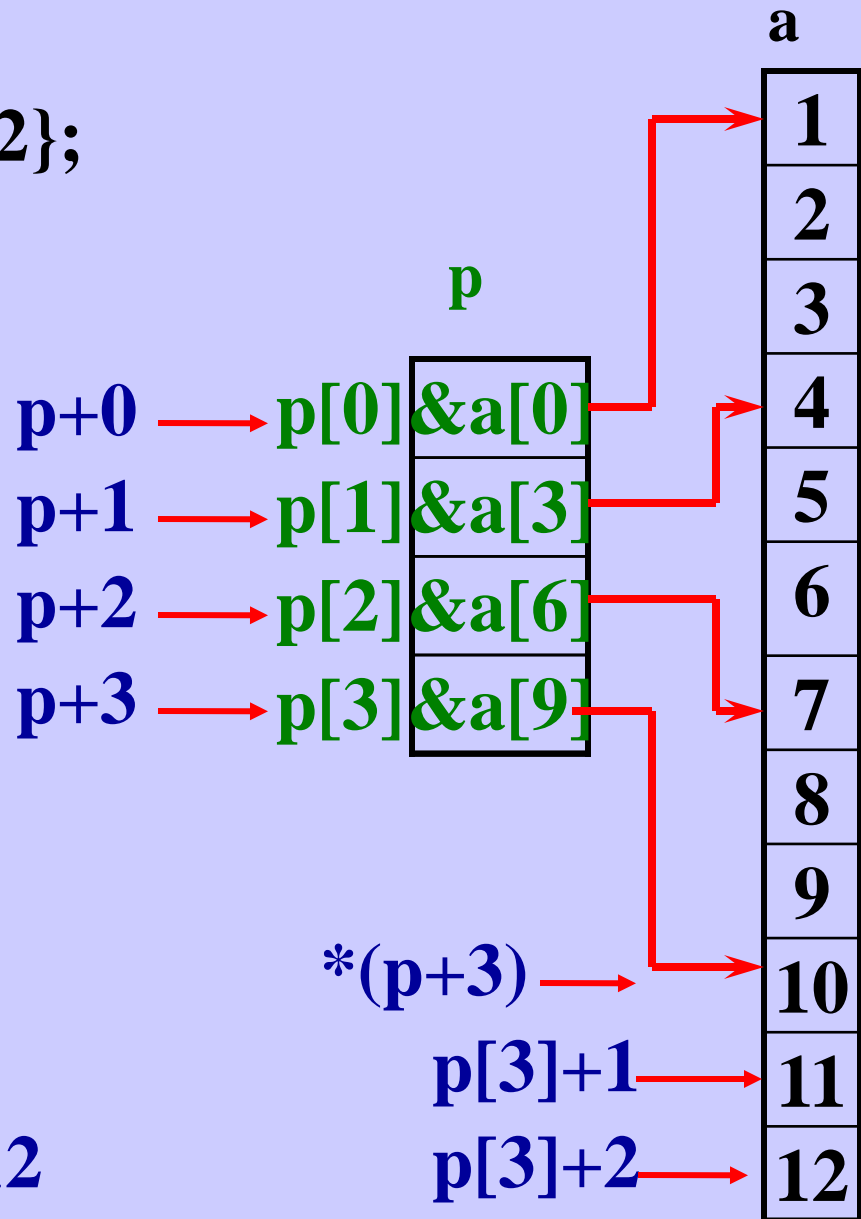 a
2};
1
2
p
3
p+0 p[0] &a[0] 4
p+1 p[1] &a[3] 5
p+2 p[2] &a[6] 6
p+3 p[3] &a[9] 7
8
9
*(p+3) 10
p[3]+1 11
2 p[3]+2 12